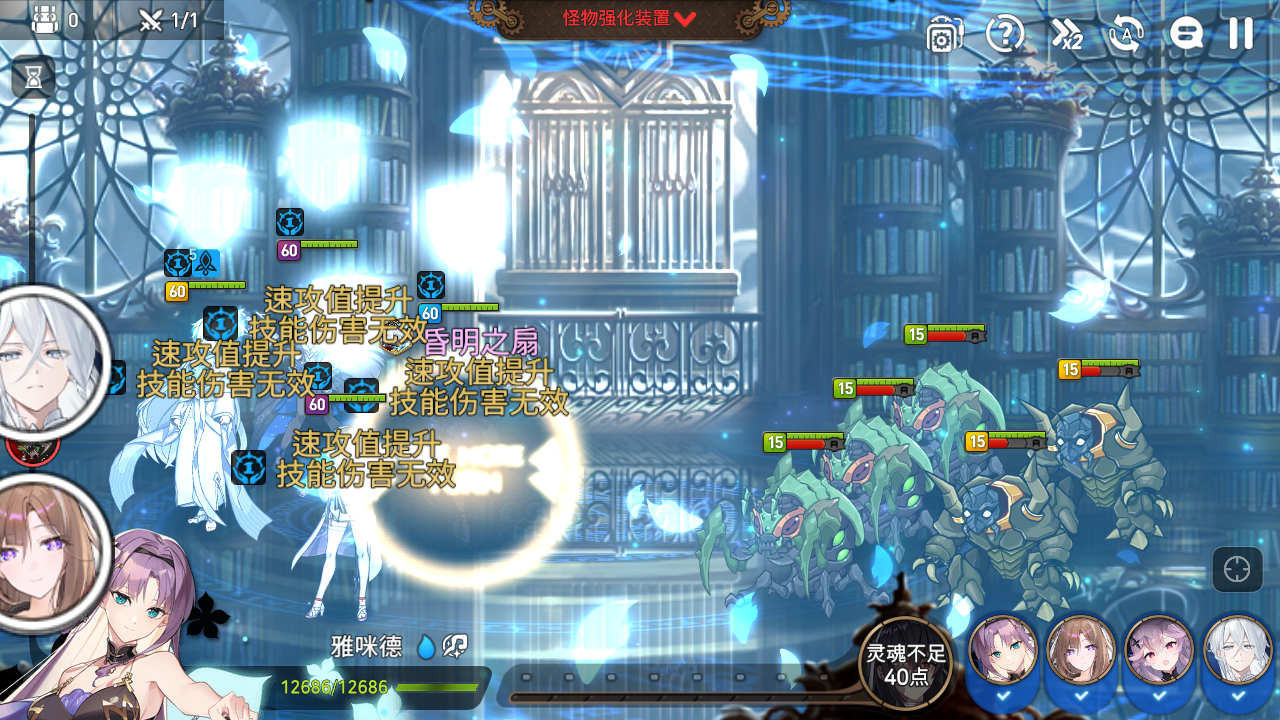 0
1/1
怪物强化装置
x2
A
5
60
60
60
60
速攻值提升
技能伤害无效
昏明之扇
速攻值提升
技能伤害无效
速攻值提升
技能伤害无效
速攻值提升
技能伤害无效
15
15
15
15
15
雅咪德
12686/12686
灵魂不足
40点